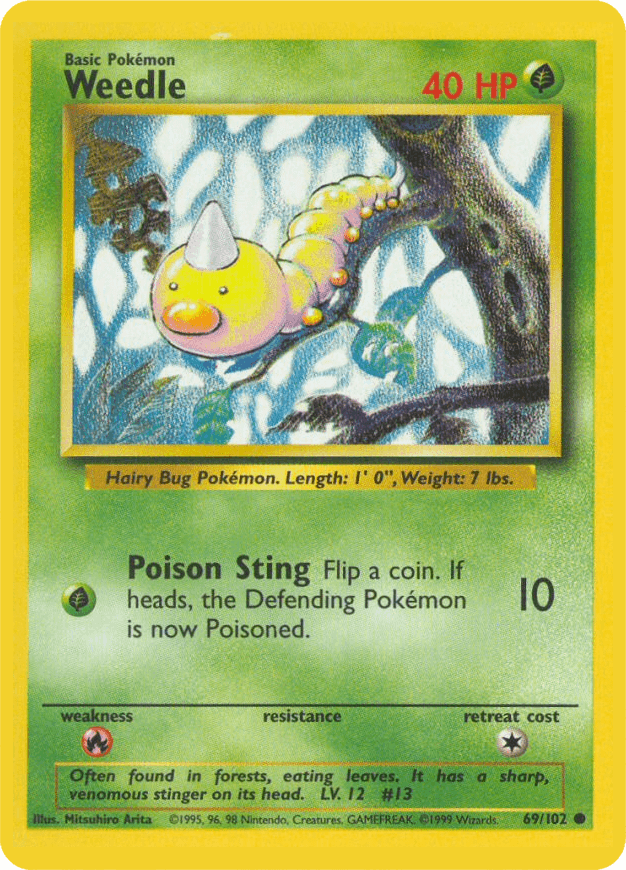 Basic Pokémon
Weedle
40 HP
Hairy Bug Pokémon. Length: 1' 0", Weight: 7 lbs.
Poison Sting Flip a coin. If
heads, the Defending Pokémon
is now Poisoned.
10
weakness
resistance
retreat cost
Often found in forests, eating leaves. It has a sharp,
venomous stinger on its head. LV. 12 #13
Illus. Mitsuhiro Arita ©1995, 96, 98 Nintendo, Creatures, GAMEFREAK. ©1999 Wizards. 69/102